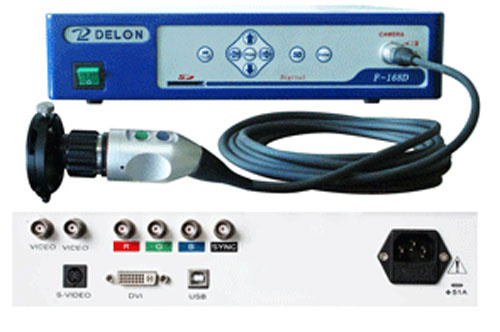 DELON
CAMERA
Digital
F-168D
VIDEO VIDEO R G B SYNC
S-VIDEO DVI USB